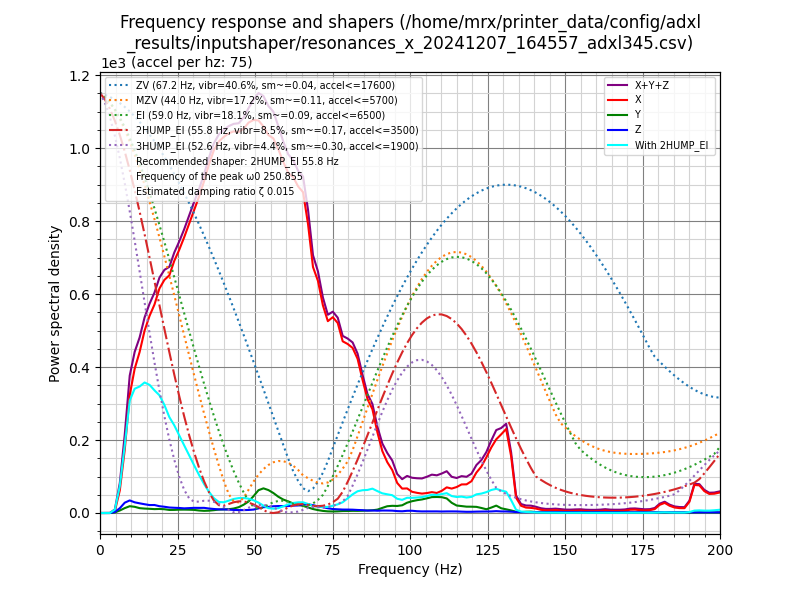 Frequency response and shapers (/home/mrx/printer_data/config/adxl
_results/inputshaper/resonances_x_20241207_164557_adxl345.csv)
1e3 (accel per hz: 75)
ZV (67.2 Hz, vibr=40.6%, sm~=0.04, accel<=17600)
MZV (44.0 Hz, vibr=17.2%, sm~=0.11, accel<=5700)
EI (59.0 Hz, vibr=18.1%, sm~=0.09, accel<=6500)
2HUMP_EI (55.8 Hz, vibr=8.5%, sm~=0.17, accel<=3500)
3HUMP_EI (52.6 Hz, vibr=4.4%, sm~=0.30, accel<=1900)
Recommended shaper: 2HUMP_EI 55.8 Hz
Frequency of the peak ω0 250.855
Estimated damping ratio ζ 0.015
X+Y+Z
X
Y
Z
With 2HUMP_EI
Power spectral density
1.2
1.0
0.8
0.6
0.4
0.2
0.0
0 25 50 75 100 125 150 175 200
Frequency (Hz)